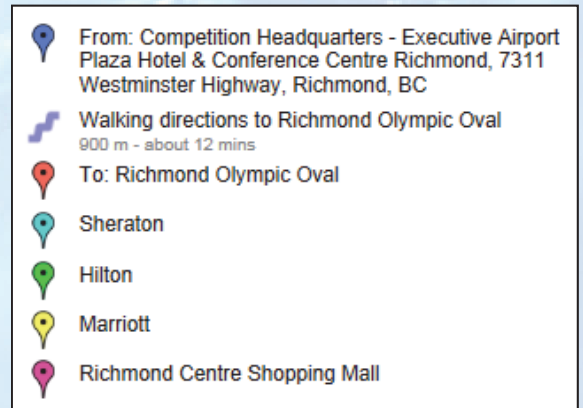 From: Competition Headquarters - Executive Airport
Plaza Hotel & Conference Centre Richmond, 7311
Westminster Highway, Richmond, BC
Walking directions to Richmond Olympic Oval
900 m - about 12 mins
To: Richmond Olympic Oval
Sheraton
Hilton
Marriott
Richmond Centre Shopping Mall